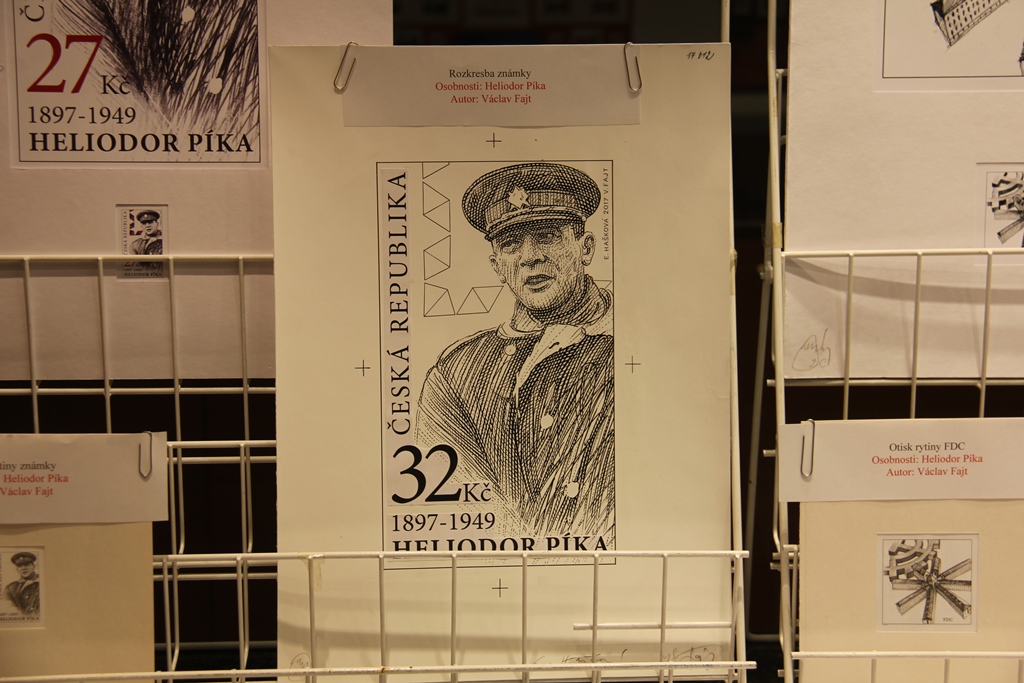 27 Kč
1897-1949
HELIODOR PÍKA
Rozkresba známky
Osobnosti: Heliodor Píka
Autor: Václav Fajt
ČESKÁ REPUBLIKA
E. HAŠKOVÁ 2017 V. FAJT
32 Kč
1897-1949
HELIODOR PÍKA
známky
Heliodor Píka
Václav Fajt
Otisk rytiny FDC
Osobnosti: Heliodor Píka
Autor: Václav Fajt
FDC